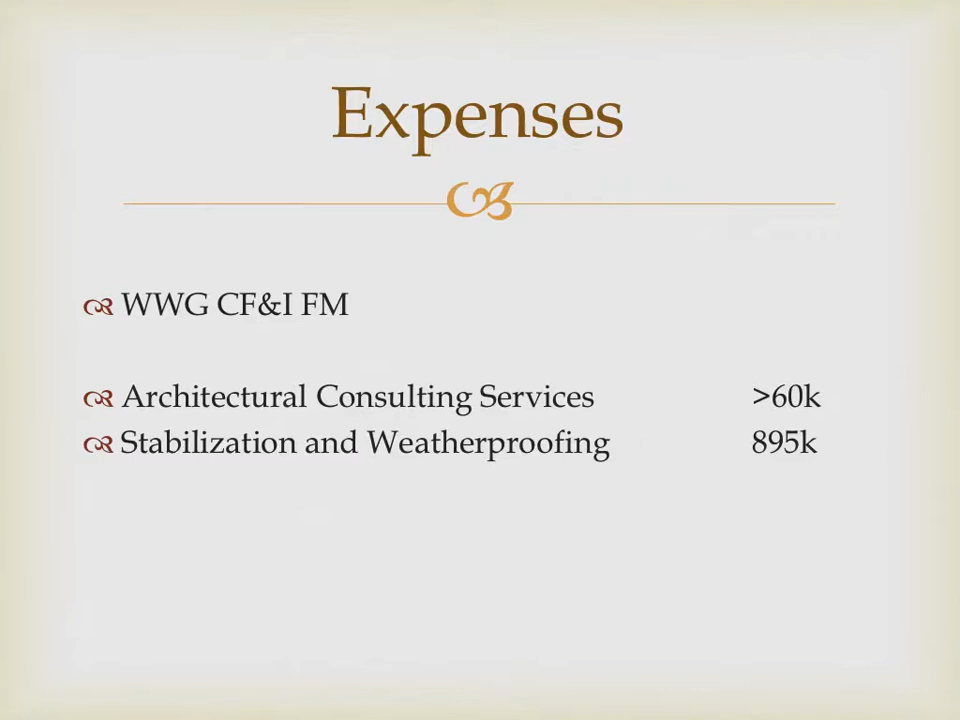 Expenses
WWG CF&I FM
Architectural Consulting Services >60k
Stabilization and Weatherproofing 895k